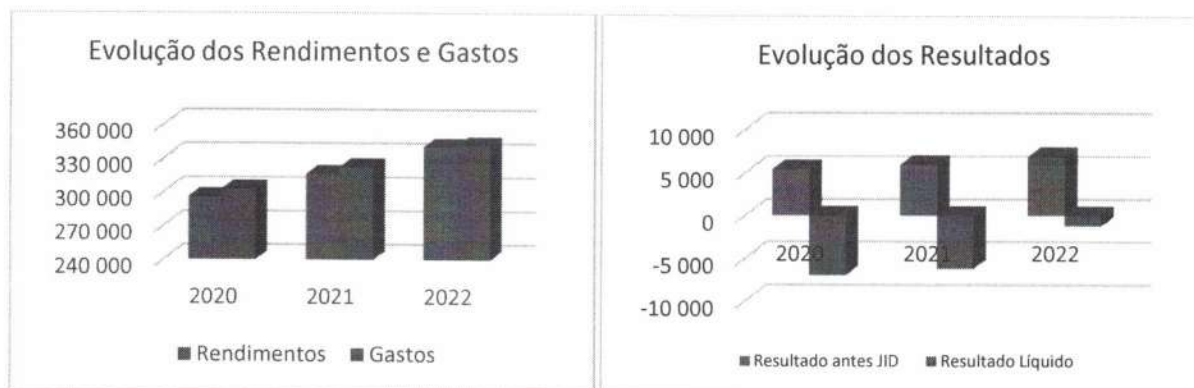 Evolução dos Rendimentos e Gastos
360 000
330 000
300 000
270 000
240 000
2020
2021
2022
Rendimentos
Gastos
Evolução dos Resultados
10 000
5 000
0
-5 000
-10 000
2020
2021
2022
Resultado antes JID
Resultado Líquido